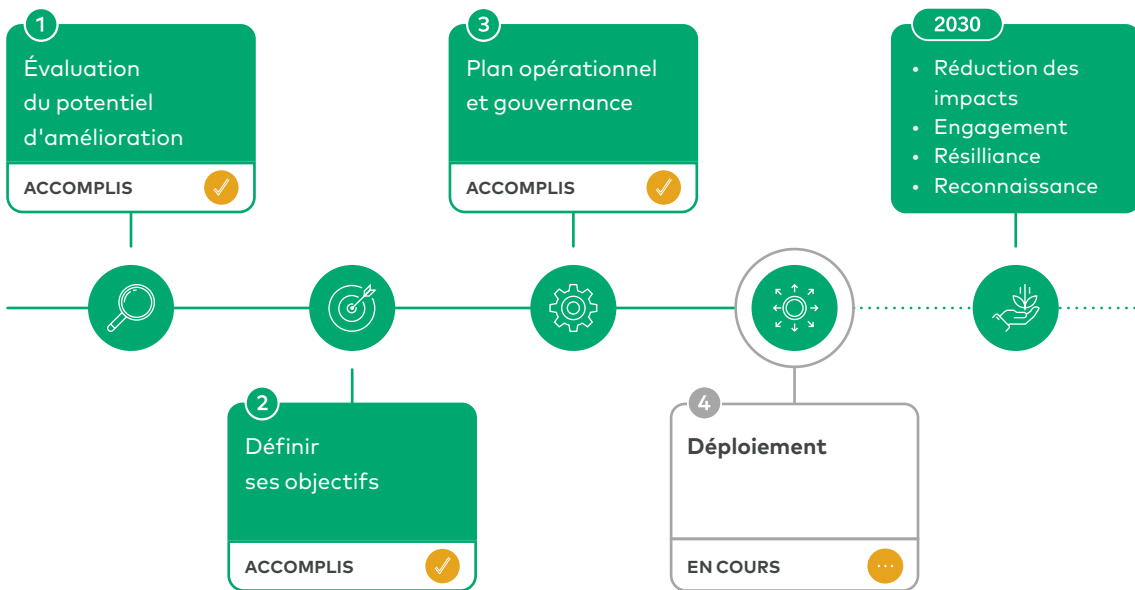 1
Évaluation
du potentiel
d'amélioration
ACCOMPLIS
2
Définir
ses objectifs
ACCOMPLIS
3
Plan opérationnel
et gouvernance
ACCOMPLIS
4
Déploiement
EN COURS
2030
• Réduction des
impacts
• Engagement
• Résilliance
• Reconnaissance